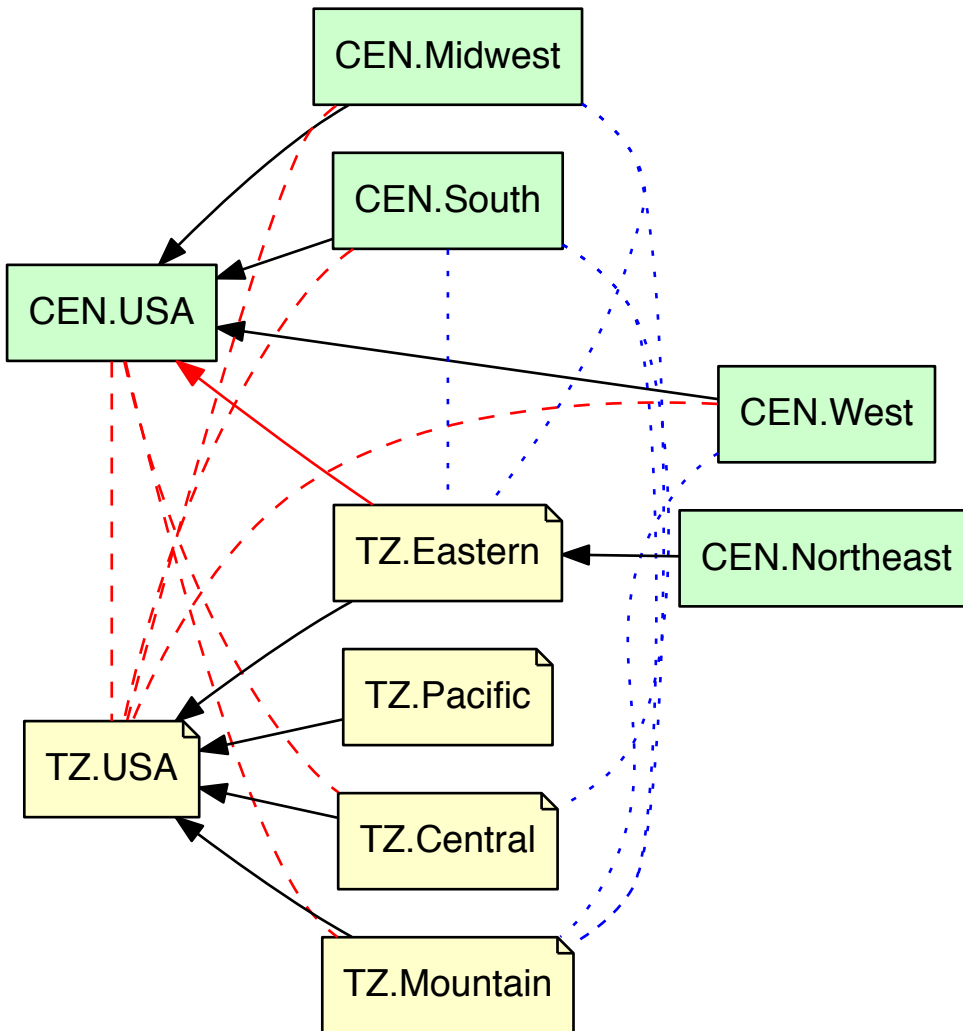 CEN.Midwest
CEN.South
CEN.USA
CEN.West
TZ.Eastern
CEN.Northeast
TZ.Pacific
TZ.USA
TZ.Central
TZ.Mountain